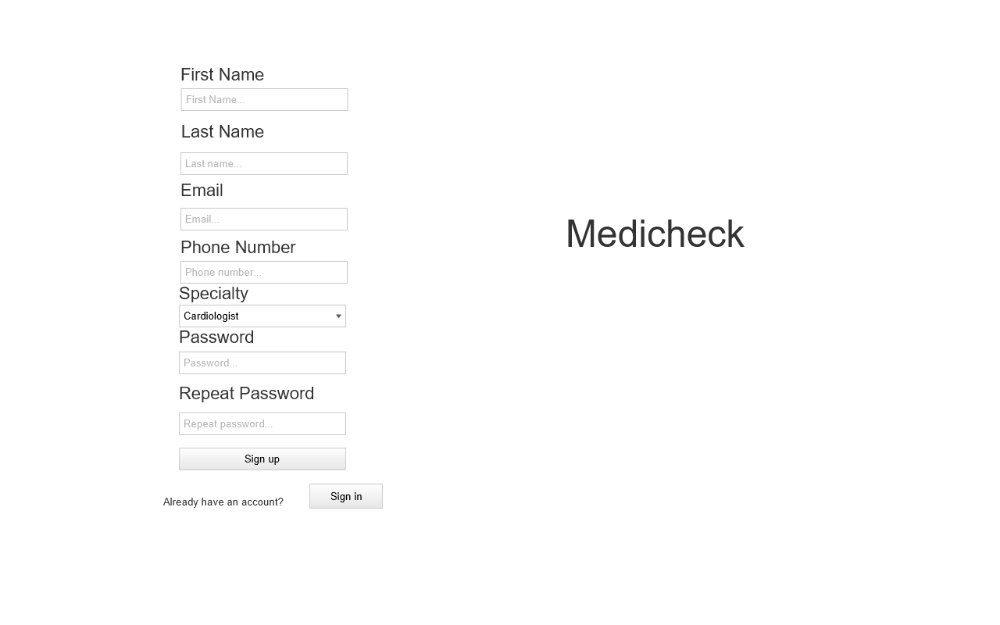 First Name
First Name...
Last Name
Last name...
Email
Email...
Phone Number
Phone number...
Specialty
Cardiologist
Password
Password...
Repeat Password
Repeat password...
Sign up
Already have an account?
Sign in
Medicheck